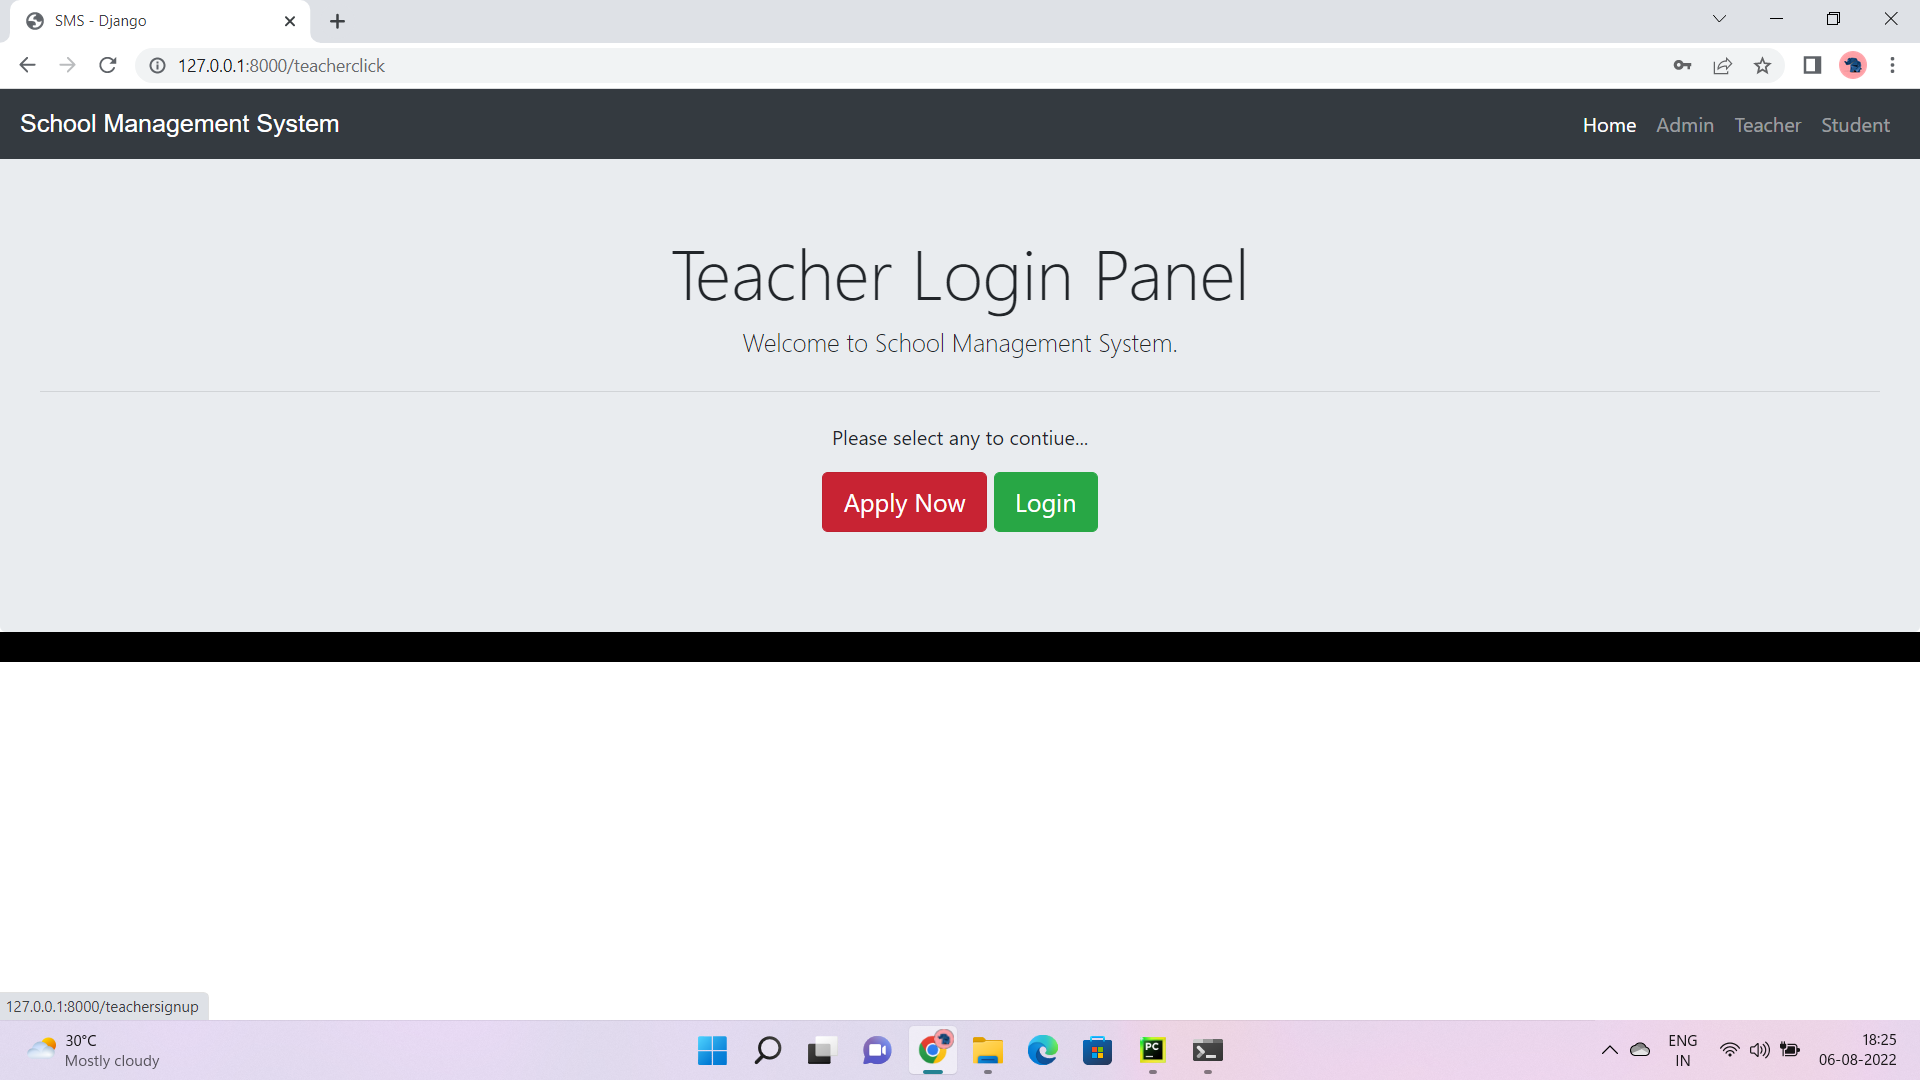 SMS - Django
127.0.0.1:8000/teacherclick
School Management System
Home Admin Teacher Student
Teacher Login Panel
Welcome to School Management System.
Please select any to contiue...
Apply Now Login
127.0.0.1:8000/teachersignup
30°C
Mostly cloudy
PC
ENG
IN
18:25
06-08-2022